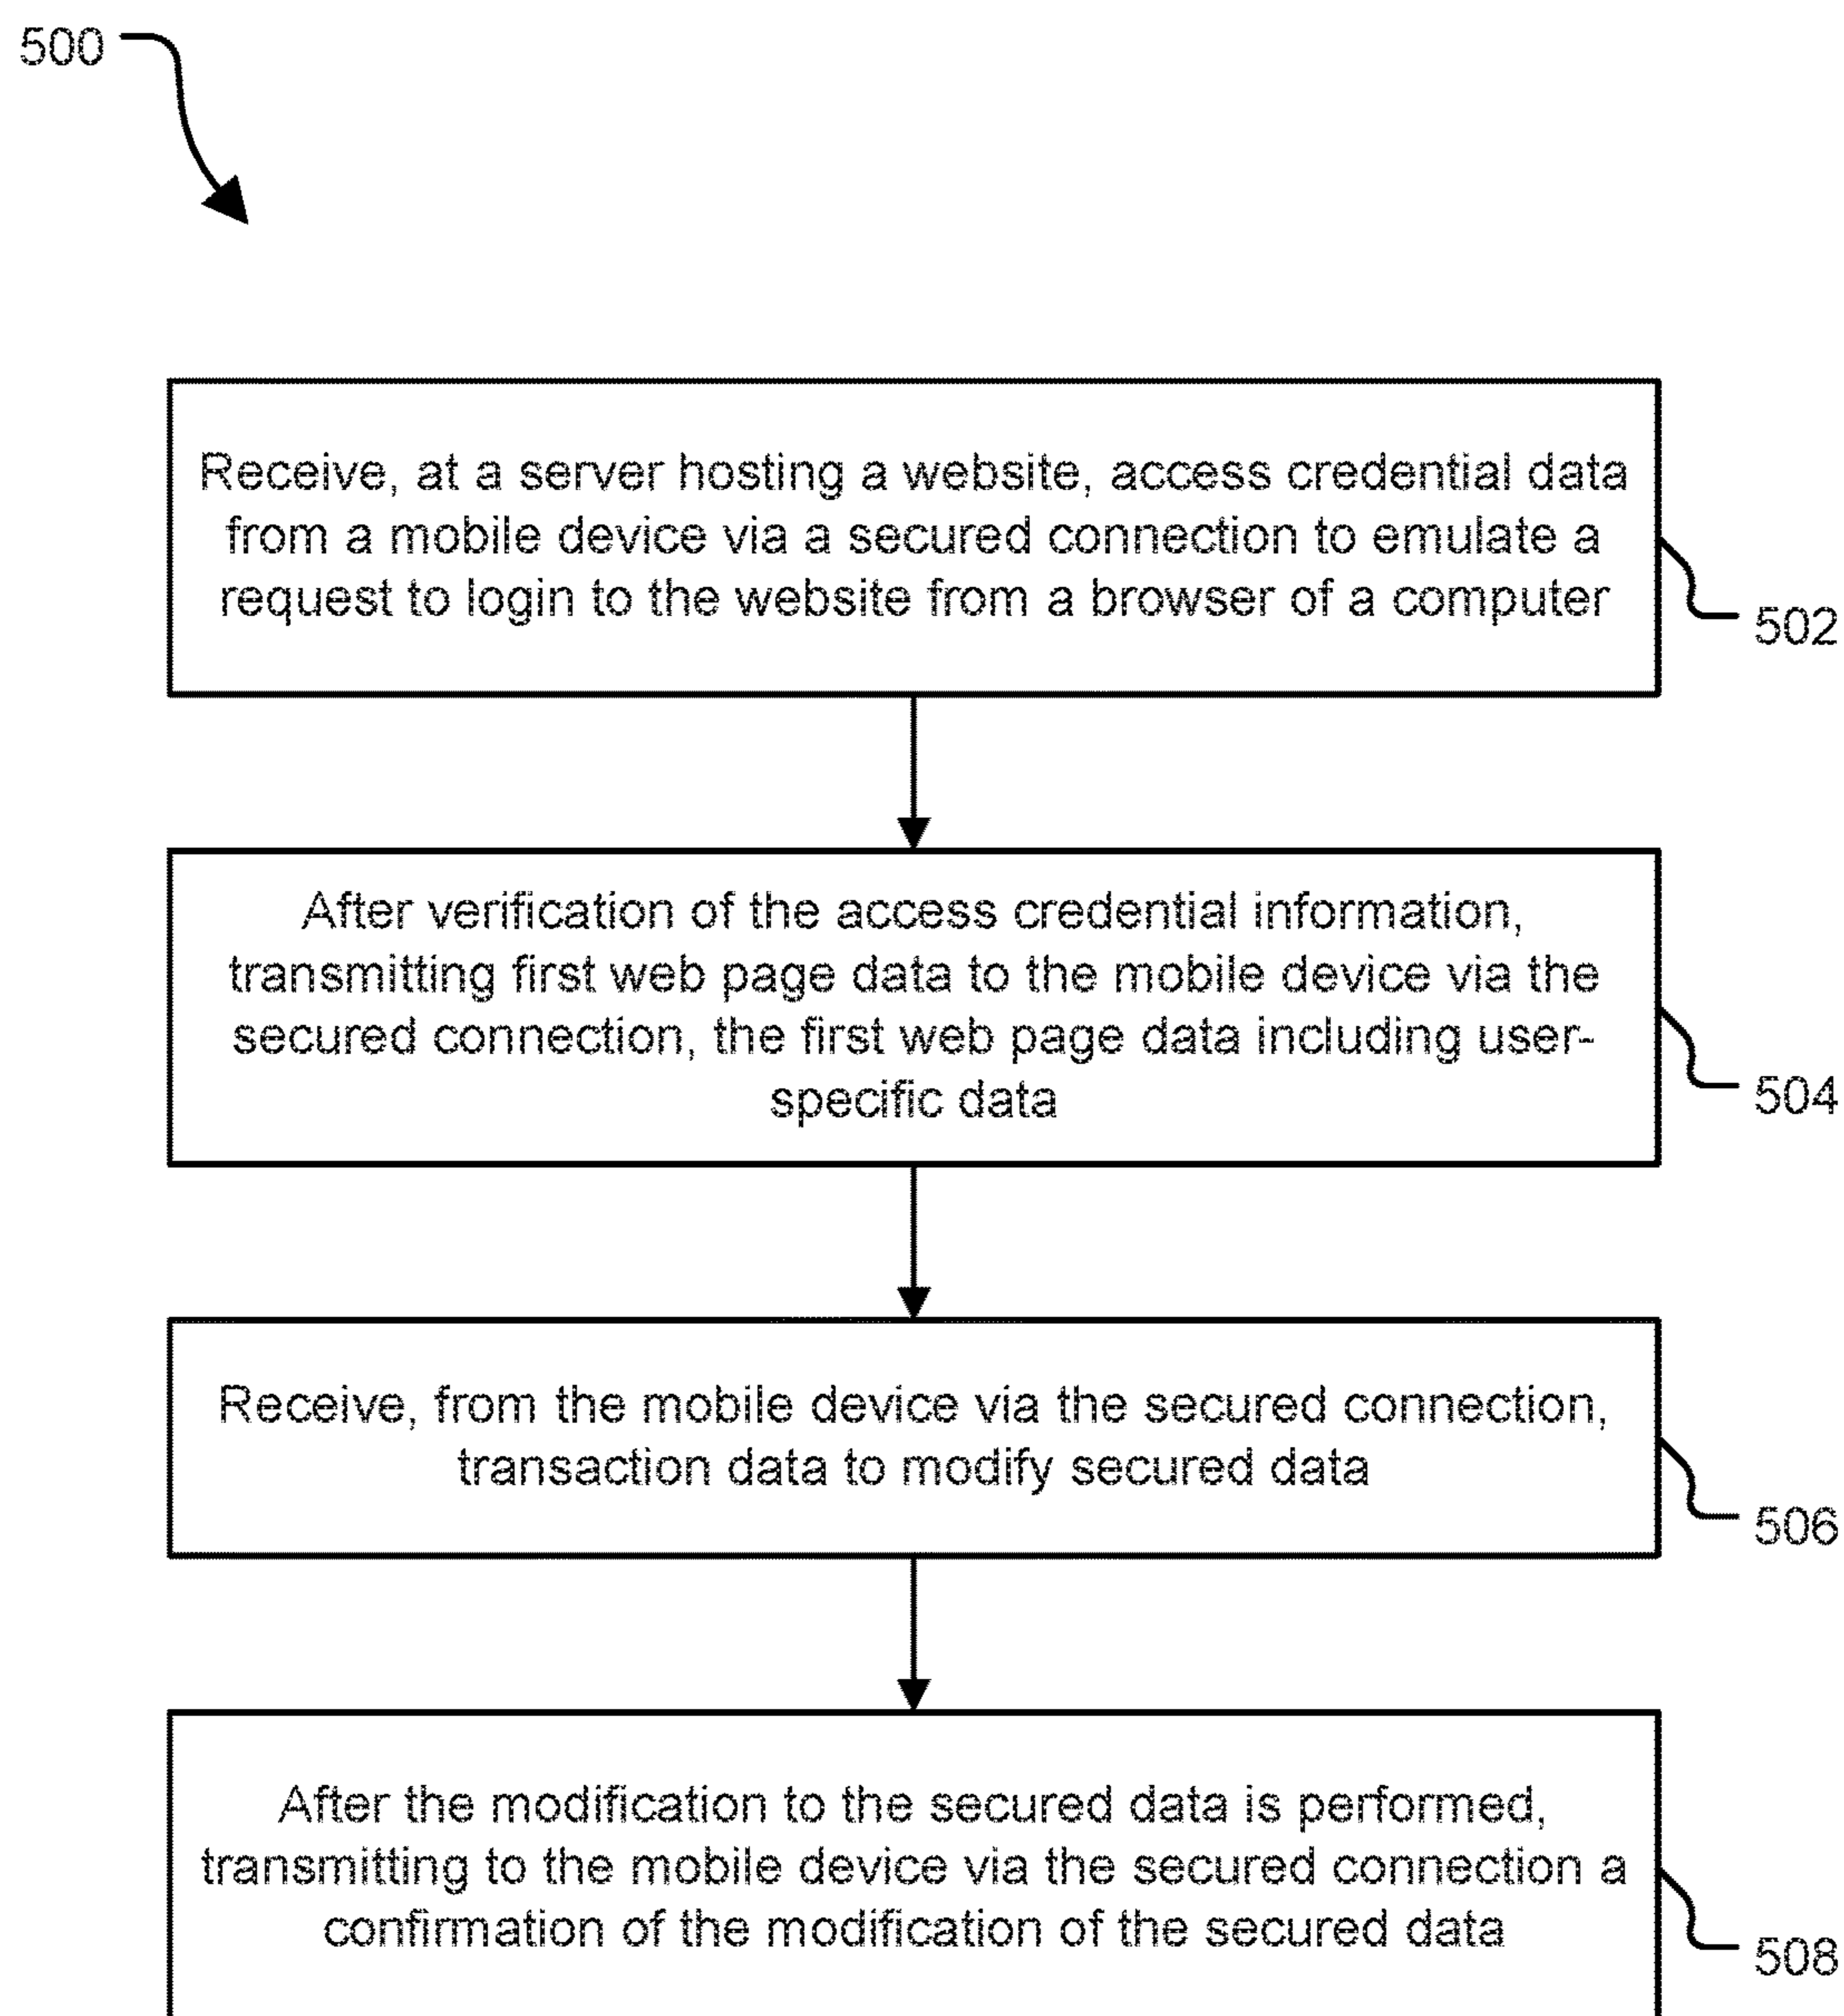 500
Receive, at a server hosting a website, access credential data
from a mobile device via a secured connection to emulate a
request to login to the website from a browser of a computer
502
After verification of the access credential information,
transmitting first web page data to the mobile device via the
secured connection, the first web page data including user-
specific data
504
Receive, from the mobile device via the secured connection,
transaction data to modify secured data
506
After the modification to the secured data is performed,
transmitting to the mobile device via the secured connection a
confirmation of the modification of the secured data
508